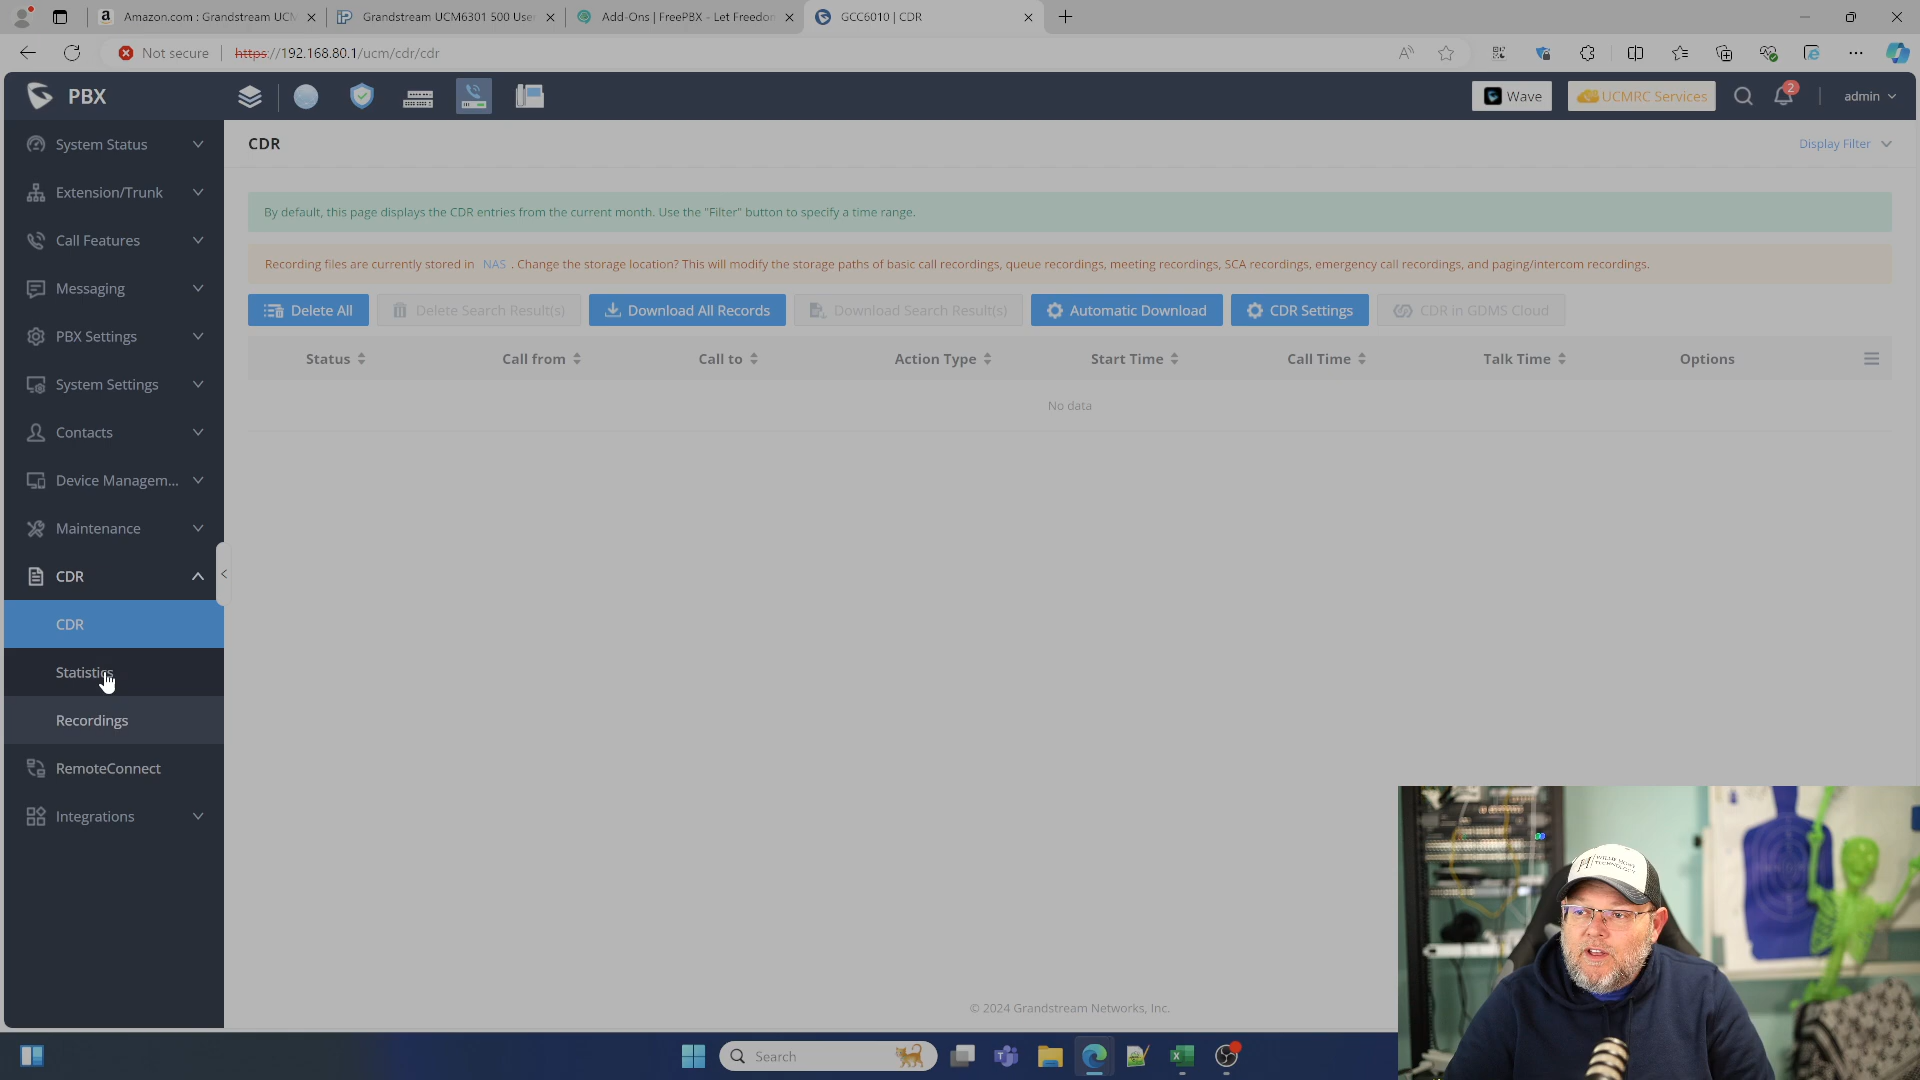 Amazon.com : Grandstream UCM
Grandstream UCM6301 500 User
Add-Ons | FreePBX - Let Freedom
GCC6010 | CDR
Not secure
https://192.168.80.1/ucm/cdr/cdr
PBX
Wave
UCMRC Services
2
admin
System Status
Extension/Trunk
Call Features
Messaging
PBX Settings
System Settings
Contacts
Device Managem...
Maintenance
CDR
CDR
Statistics
Recordings
RemoteConnect
Integrations
CDR
Display Filter
By default, this page displays the CDR entries from the current month. Use the "Filter" button to specify a time range.
Recording files are currently stored in NAS . Change the storage location? This will modify the storage paths of basic call recordings, queue recordings, meeting recordings, SCA recordings, emergency call recordings, and paging/intercom recordings.
Delete All
Delete Search Result(s)
Download All Records
Download Search Result(s)
Automatic Download
CDR Settings
CDR in GDMS Cloud
Status
Call from
Call to
Action Type
Start Time
Call Time
Talk Time
Options
No data
© 2024 Grandstream Networks, Inc.
Search